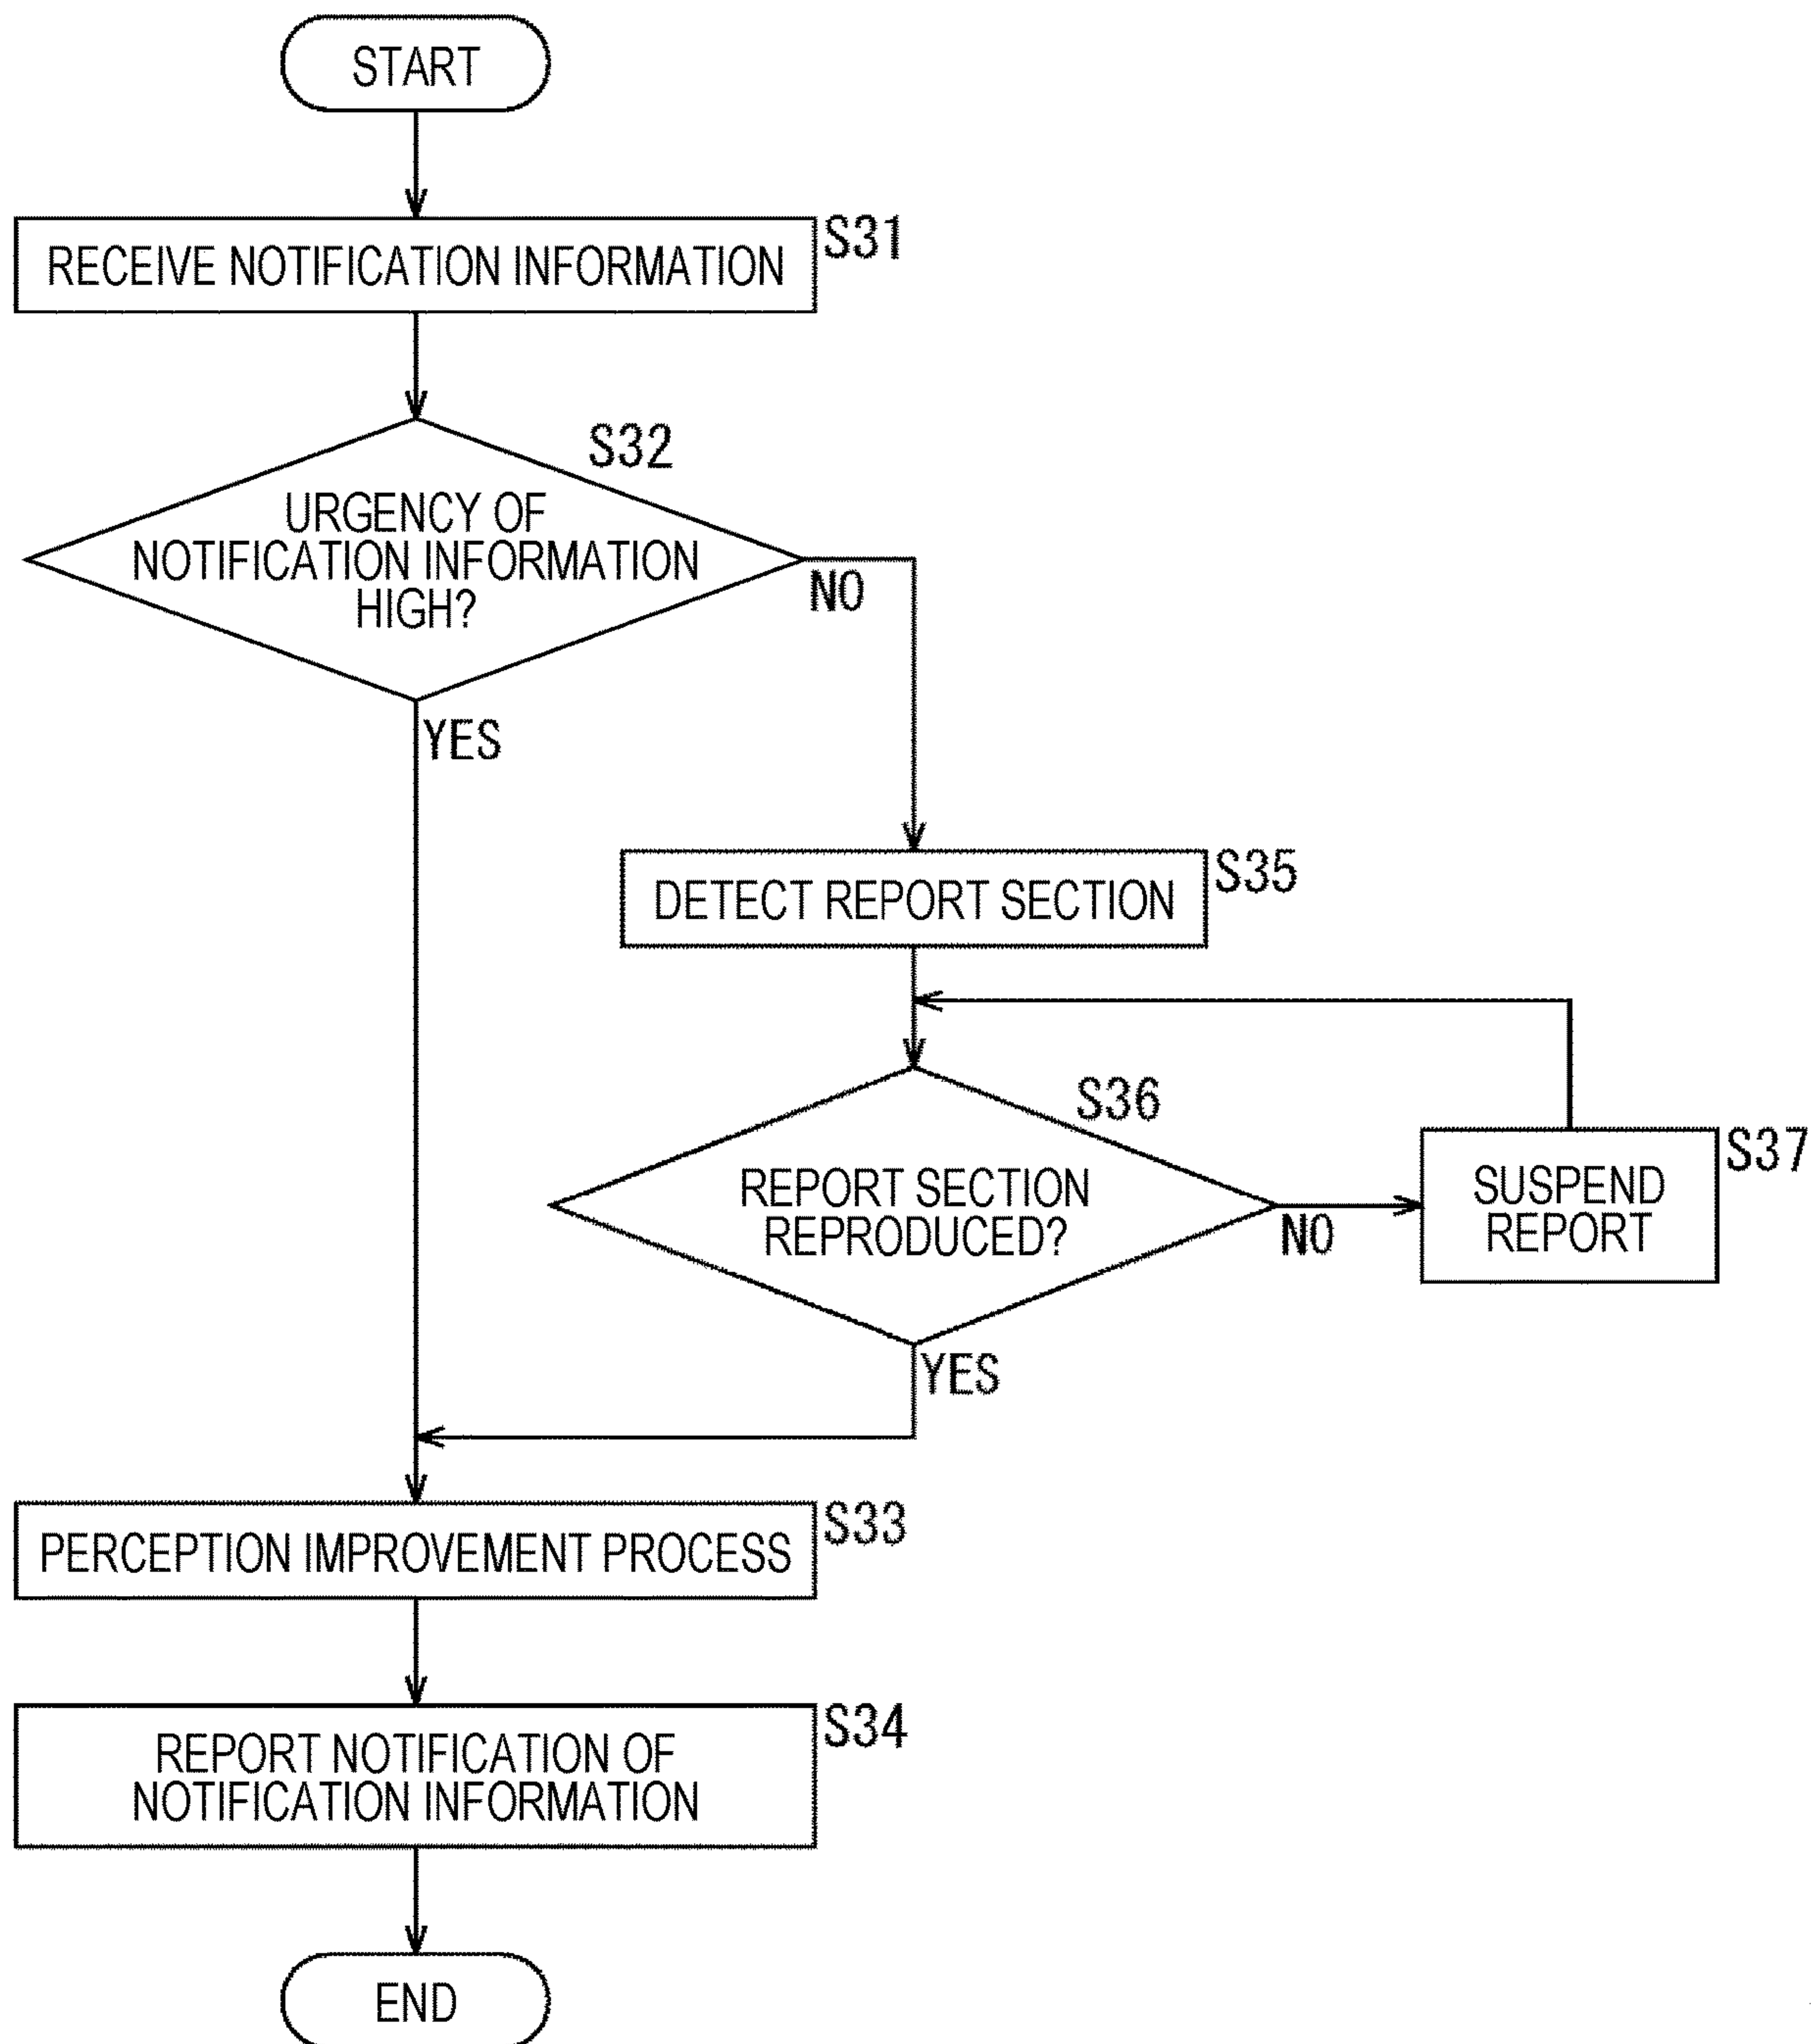 START
RECEIVE NOTIFICATION INFORMATION
S31
S32
URGENCY OF
NOTIFICATION INFORMATION
HIGH?
NO
YES
DETECT REPORT SECTION
S35
S36
REPORT SECTION
REPRODUCED?
NO
YES
SUSPEND
REPORT
S37
PERCEPTION IMPROVEMENT PROCESS
S33
REPORT NOTIFICATION OF
NOTIFICATION INFORMATION
S34
END